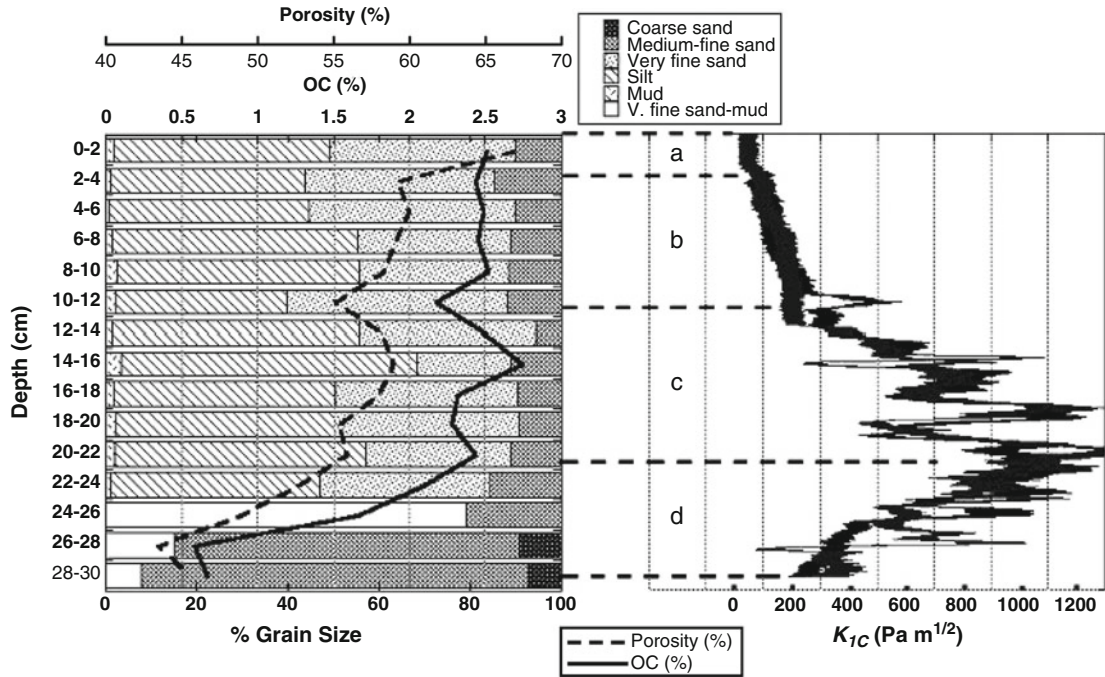 Porosity (%)
40 45 50 55 60 65 70
OC (%)
0 0.5 1 1.5 2 2.5 3
Coarse sand
Medium-fine sand
Very fine sand
Silt
Mud
V. fine sand-mud
Depth (cm)
0-2
2-4
4-6
6-8
8-10
10-12
12-14
14-16
16-18
18-20
20-22
22-24
24-26
26-28
28-30
0 20 40 60 80 100
% Grain Size
a
b
c
d
0 200 400 600 800 1000 1200
K1C (Pa m1/2)
Porosity (%)
OC (%)